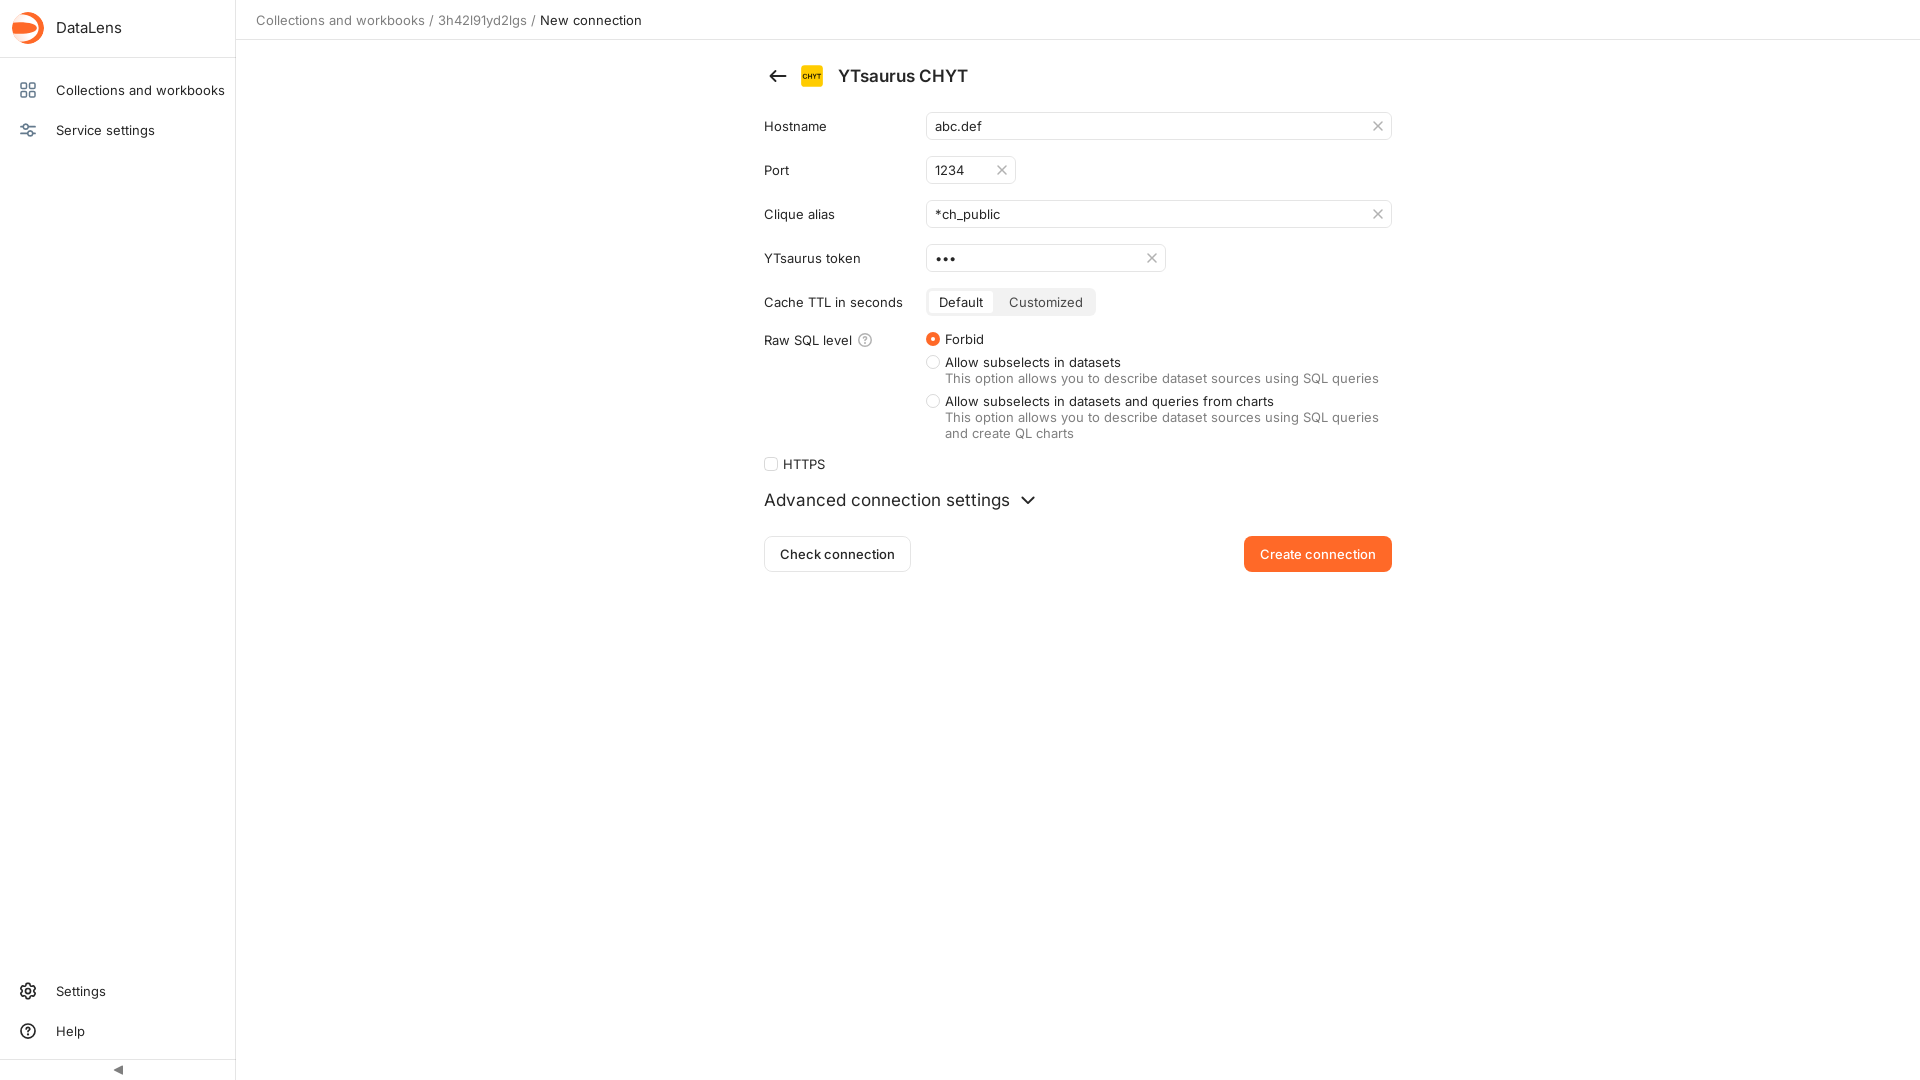 DataLens
Collections and workbooks
Service settings
Settings
Help
Collections and workbooks / 3h42l91yd2lgs / New connection
CHYT YTsaurus CHYT
Hostname abc.def
Port 1234
Clique alias *ch_public
YTsaurus token •••
Cache TTL in seconds Default Customized
Raw SQL level Forbid
Allow subselects in datasets
This option allows you to describe dataset sources using SQL queries
Allow subselects in datasets and queries from charts
This option allows you to describe dataset sources using SQL queries
and create QL charts
HTTPS
Advanced connection settings
Check connection Create connection